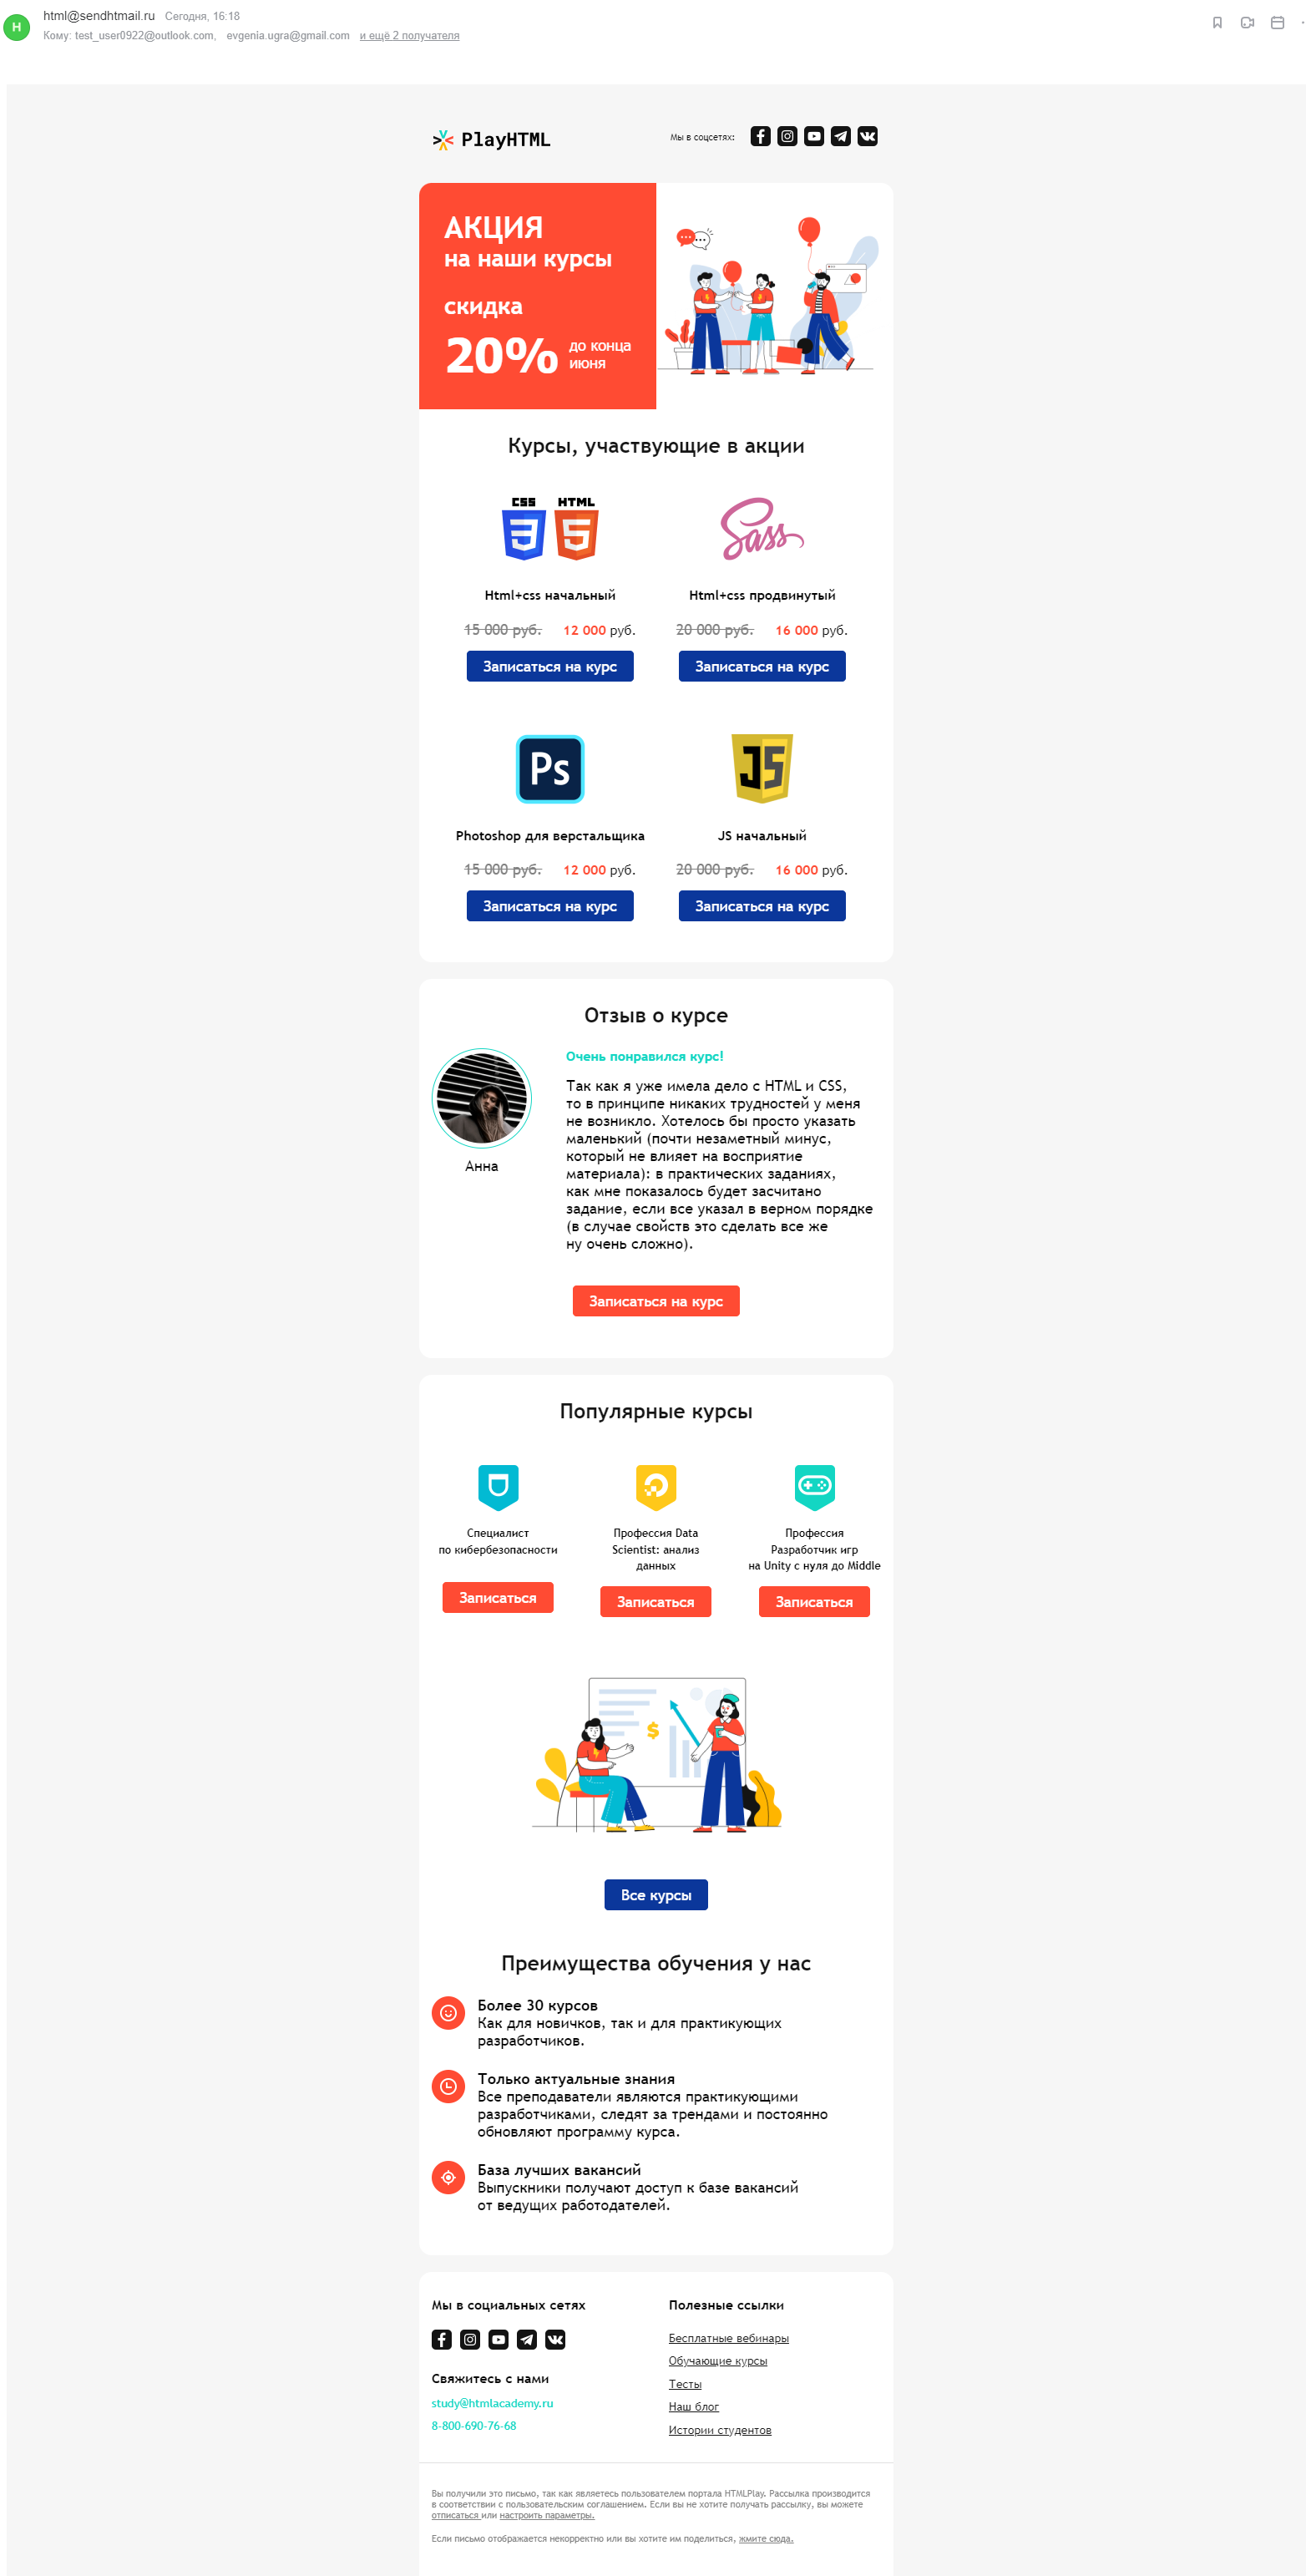 H
html@sendhtmail.ru Сегодня, 16:18
Кому: test_user0922@outlook.com, evgenia.ugra@gmail.com и ещё 2 получателя
PlayHTML
Мы в соцсетях:
АКЦИЯ
на наши курсы
скидка
20% до конца
июня
Курсы, участвующие в акции
CSS HTML
3 5
Sass
Html+css начальный
Html+css продвинутый
15 000 руб. 12 000 руб.
20 000 руб. 16 000 руб.
Записаться на курс
Записаться на курс
Ps
JS
Photoshop для верстальщика
JS начальный
15 000 руб. 12 000 руб.
20 000 руб. 16 000 руб.
Записаться на курс
Записаться на курс
Отзыв о курсе
Анна
Очень понравился курс!
Так как я уже имела дело с HTML и CSS,
то в принципе никаких трудностей у меня
не возникло. Хотелось бы просто указать
маленький (почти незаметный минус,
который не влияет на восприятие
материала): в практических заданиях,
как мне показалось будет засчитано
задание, если все указал в верном порядке
(в случае свойств это сделать все же
ну очень сложно).
Записаться на курс
Популярные курсы
Специалист
по кибербезопасности
Записаться
Профессия Data
Scientist: анализ
данных
Записаться
Профессия
Разработчик игр
на Unity с нуля до Middle
Записаться
$
Все курсы
Преимущества обучения у нас
Более 30 курсов
Как для новичков, так и для практикующих
разработчиков.
Только актуальные знания
Все преподаватели являются практикующими
разработчиками, следят за трендами и постоянно
обновляют программу курса.
База лучших вакансий
Выпускники получают доступ к базе вакансий
от ведущих работодателей.
Мы в социальных сетях
Свяжитесь с нами
study@htmlacademy.ru
8-800-690-76-68
Полезные ссылки
Бесплатные вебинары
Обучающие курсы
Тесты
Наш блог
Истории студентов
Вы получили это письмо, так как являетесь пользователем портала HTMLPlay. Рассылка производится
в соответствии с пользовательским соглашением. Если вы не хотите получать рассылку, вы можете
отписаться или настроить параметры.
Если письмо отображается некорректно или вы хотите им поделиться, жмите сюда.